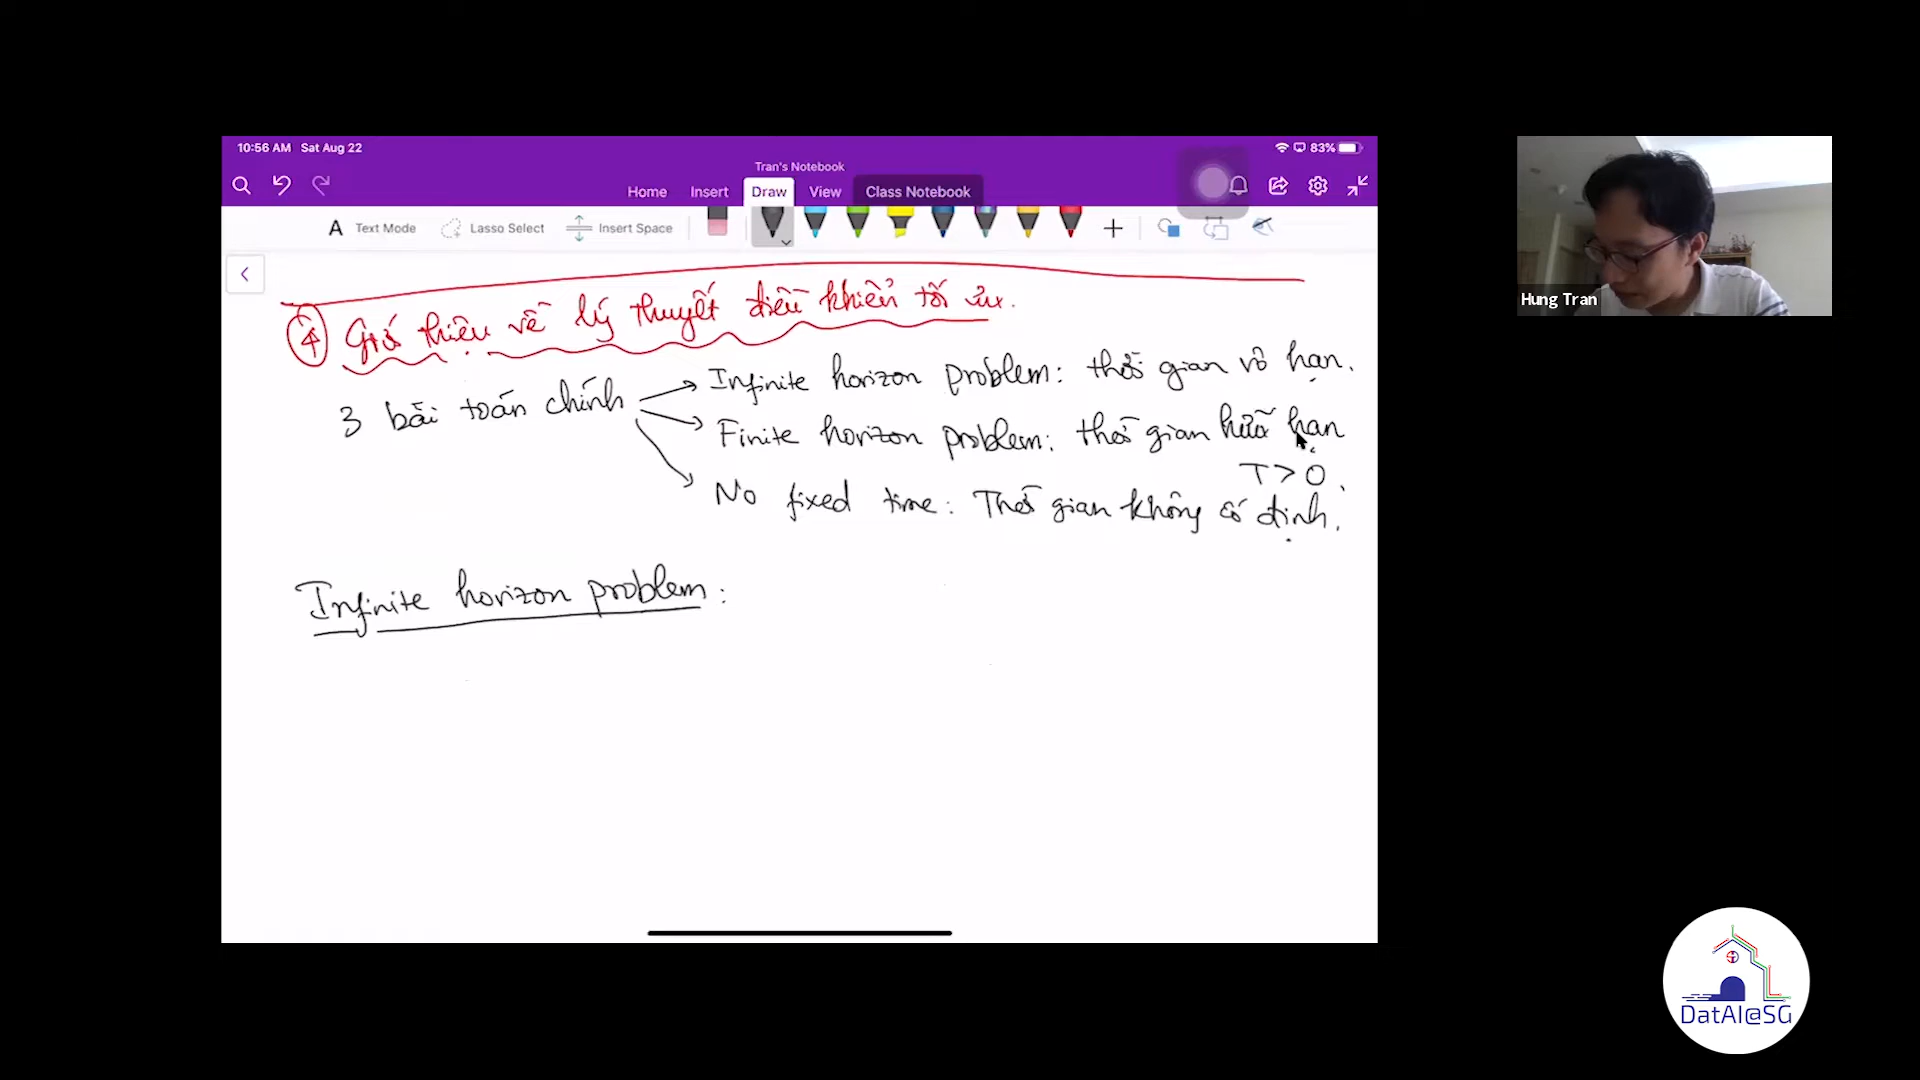 10:56 AM Sat Aug 22
83%
Tran's Notebook
Home Insert Draw View Class Notebook
A Text Mode Lasso Select Insert Space
④ Giới thiệu về lý thuyết điều khiển tối ưu.
3 bài toán chính
Infinite horizon problem: thời gian vô hạn.
Finite horizon problem: thời gian hữu hạn
T > 0.
No fixed time: Thời gian không cố định.
Infinite horizon problem:
Hung Tran
DatAI@SG